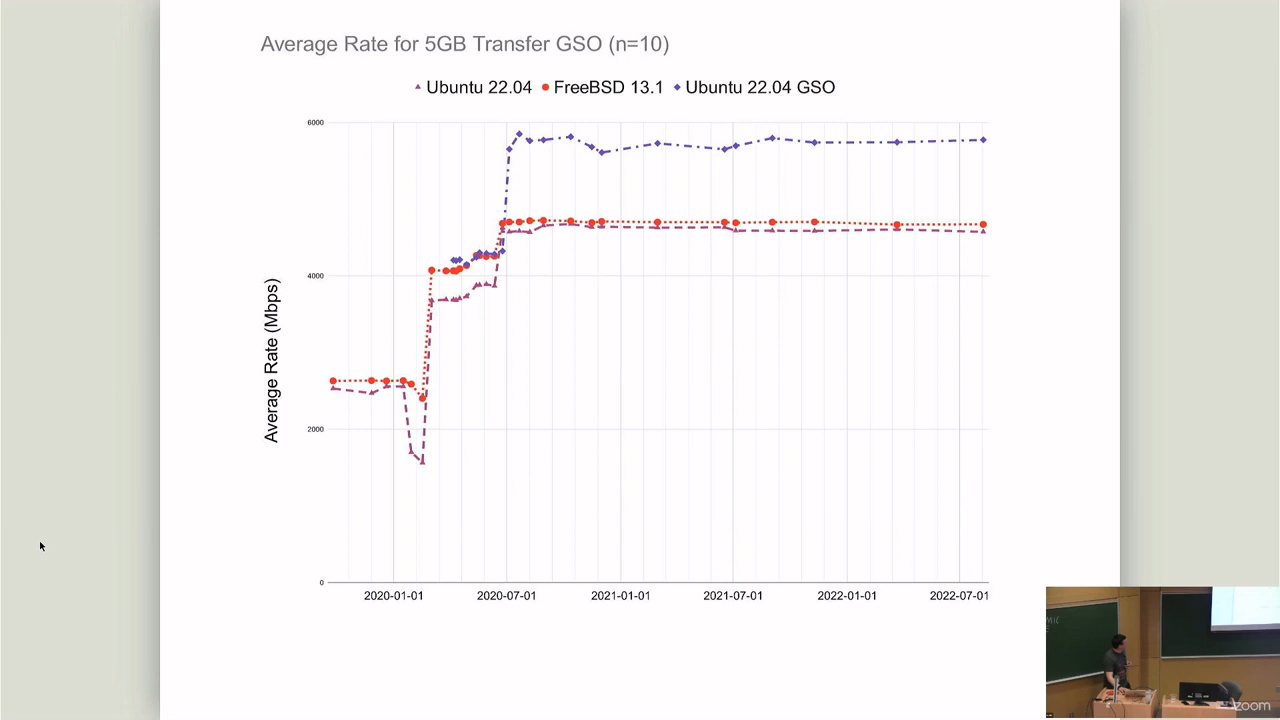 Average Rate for 5GB Transfer GSO (n=10)
Ubuntu 22.04 FreeBSD 13.1 Ubuntu 22.04 GSO
Average Rate (Mbps)
6000
4000
2000
0
2020-01-01 2020-07-01 2021-01-01 2021-07-01 2022-01-01 2022-07-01
zoom